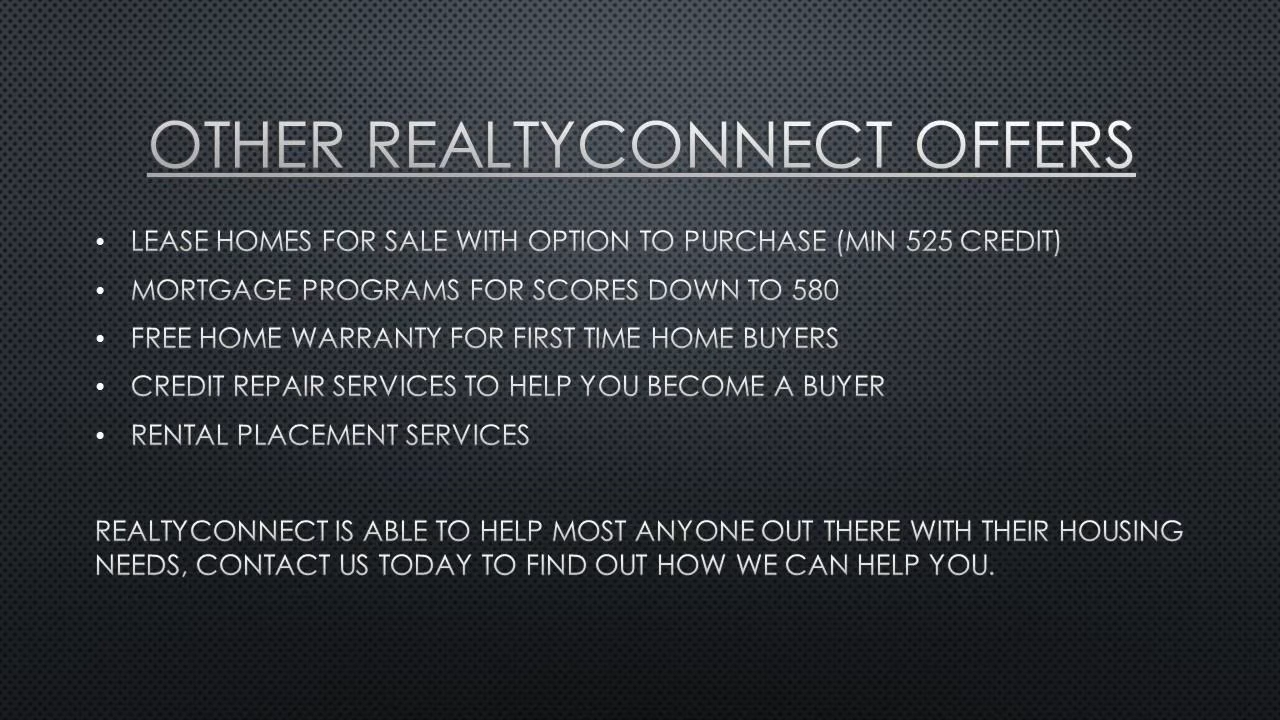 OTHER REALTYCONNECT OFFERS
• LEASE HOMES FOR SALE WITH OPTION TO PURCHASE (MIN 525 CREDIT)
• MORTGAGE PROGRAMS FOR SCORES DOWN TO 580
• FREE HOME WARRANTY FOR FIRST TIME HOME BUYERS
• CREDIT REPAIR SERVICES TO HELP YOU BECOME A BUYER
• RENTAL PLACEMENT SERVICES
REALTYCONNECT IS ABLE TO HELP MOST ANYONE OUT THERE WITH THEIR HOUSING
NEEDS, CONTACT US TODAY TO FIND OUT HOW WE CAN HELP YOU.